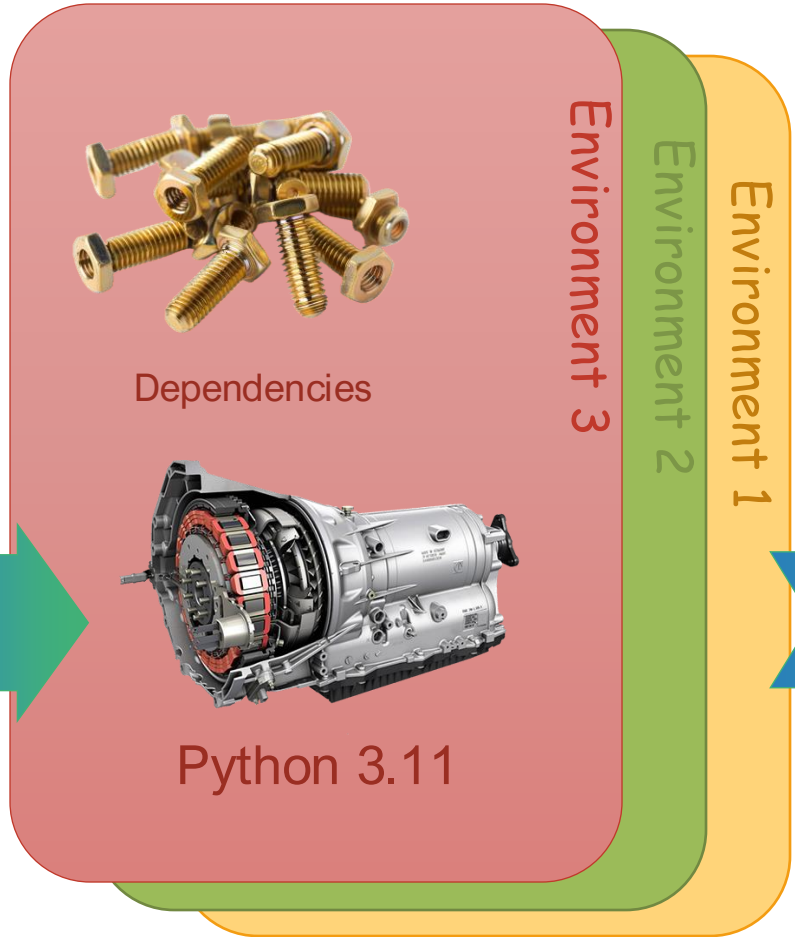 Environment 3
Environment 2
Environment 1
Dependencies
Python 3.11